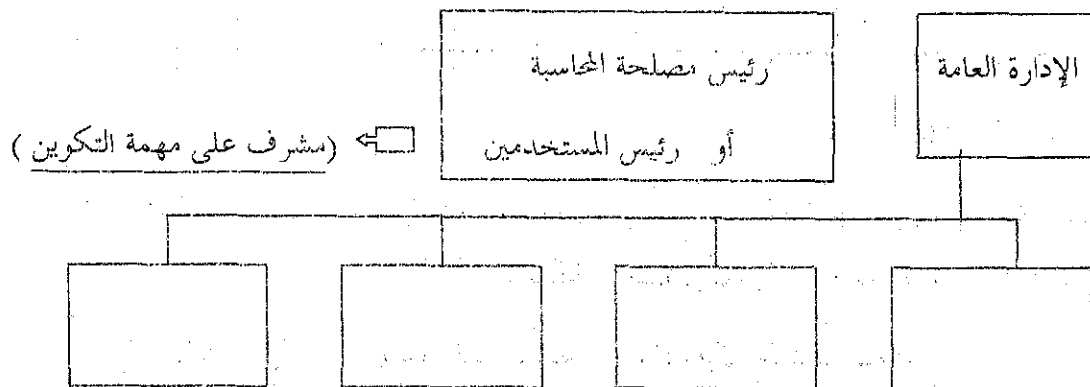 الإدارة العامة
رئيس مصلحة المحاسبة
أو رئيس المستخدمين
(مشرف على مهمة التكوين)